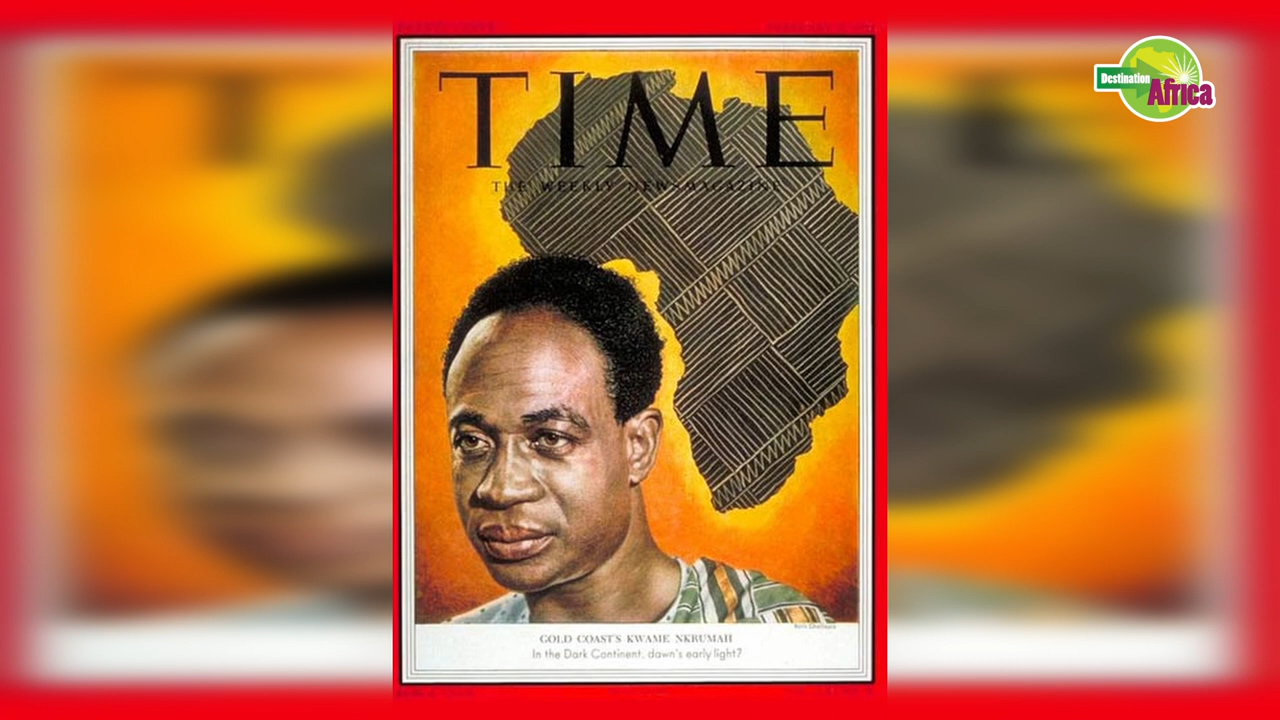 TIME
THE WEEKLY NEWSMAGAZINE
GOLD COAST'S KWAME NKRUMAH
In the Dark Continent, dawn's early light?
Destination
Africa